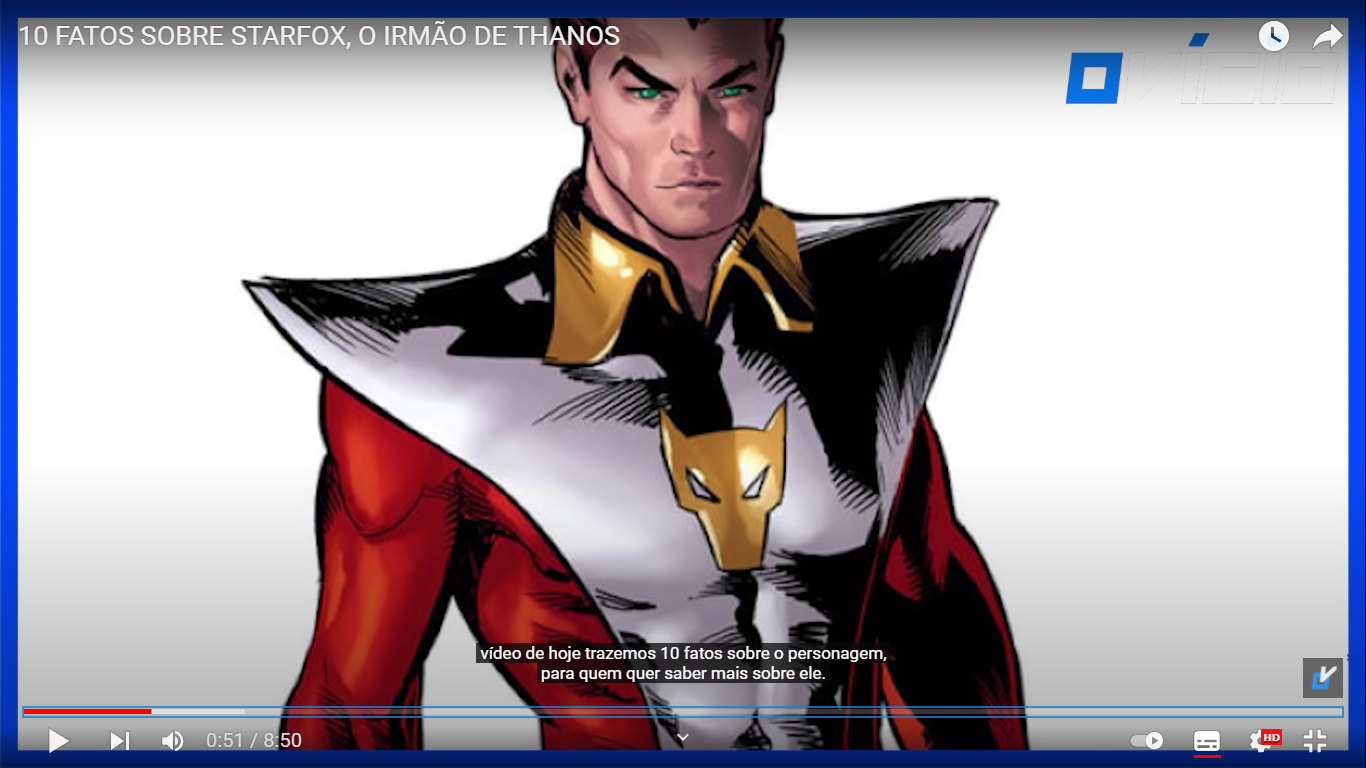 10 FATOS SOBRE STARFOX, O IRMÃO DE THANOS
oVício
vídeo de hoje trazemos 10 fatos sobre o personagem,
para quem quer saber mais sobre ele.
0:51 / 8:50
HD